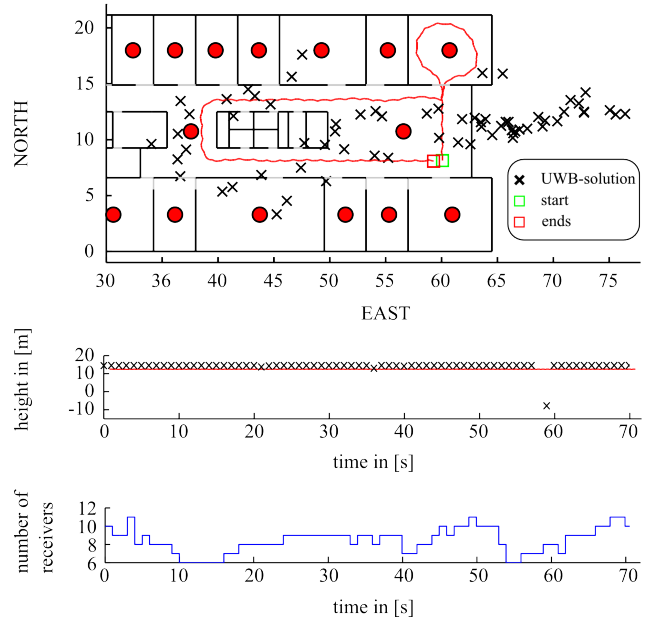 20
15
10
5
0
NORTH
UWB-solution
start
ends
30 35 40 45 50 55 60 65 70 75
EAST
20
10
0
-10
height in [m]
0 10 20 30 40 50 60 70
time in [s]
12
10
8
6
number of
receivers
0 10 20 30 40 50 60 70
time in [s]